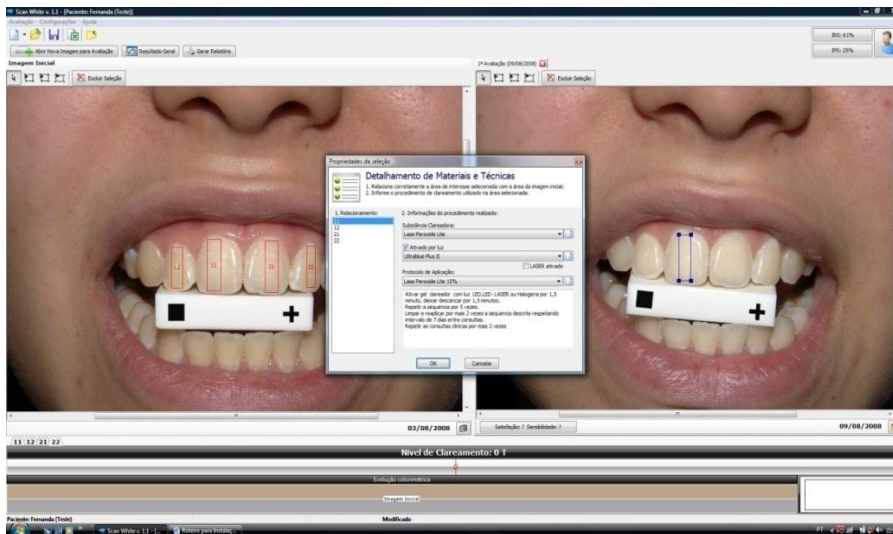 Scan White v. 1.1 - [Paciente: Fernanda (Teste)]
Avaliação Configurações Ajuda
Abrir Nova Imagem para Avaliação Resultado Geral Gerar Relatório
IRS: 61%
IPS: 25%
Imagem Inicial
1ª Avaliação (09/08/2008)
Excluir Seleção
Excluir Seleção
Propriedades da seleção
Detalhamento de Materiais e Técnicas
1. Relacione corretamente a área de interesse selecionada com a área da imagem inicial;
2. Informe o procedimento de clareamento utilizado na área selecionada.
1. Relacionamento:
11
12
21
22
2. Informações do procedimento realizado:
Substância Clareadora:
Lase Peroxide Lite
Ativado por luz
Ultrablue Plus II
LASER ativado
Protocolo de Aplicação:
Lase Peroxide Lite 15%
Ativar gel clareador com luz LED,LED- LASER ou Halogena por 1,5
minuto, deixar descancar por 1,5 minutos.
Repetir a sequencia por 5 vezes.
Limpar e reaplicar por mais 2 vezes a sequencia descrita respeitando
intervalo de 7 dias entre consultas.
Repetir as consultas clinicas por mais 2 vezes
OK Cancelar
12 11 21 22
03/08/2008
Satisfação: ? Sensibilidade: ?
09/08/2008
11 12 21 22
Nível de Clareamento: 0 T
Evolução colorimétrica
Imagem Inicial
Paciente: Fernanda (Teste) Modificado
Scan White v. 1.1 - [... Roteiro para Instalaç...
PT